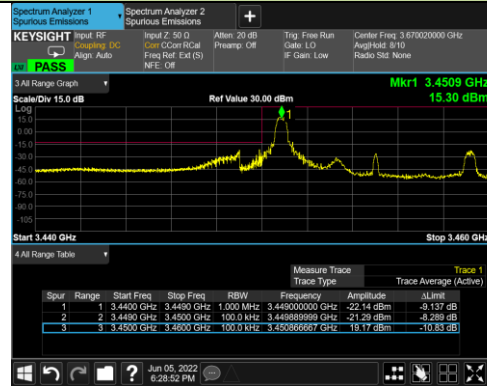 Spectrum Analyzer 1
Spurious Emissions
Spectrum Analyzer 2
Spurious Emissions
+
KEYSIGHT
Input: RF
Coupling: DC
Align: Auto
Input Z: 50 Ω
Corr CCorr RCal
Freq Ref: Ext (S)
NFE: Off
Atten: 20 dB
Preamp: Off
Trig: Free Run
Gate: LO
IF Gain: Low
Center Freq: 3.670020000 GHz
Avg|Hold: 8/10
Radio Std: None
PASS
3 All Range Graph
Mkr1 3.4509 GHz
15.30 dBm
Scale/Div 15.0 dB
Ref Value 30.00 dBm
Log
15.0
0.00
-15.0
-30.0
-45.0
-60.0
-75.0
-90.0
-105
1
Start 3.440 GHz
Stop 3.460 GHz
4 All Range Table
Measure Trace Trace 1
Trace Type Trace Average (Active)
Spur Range Start Freq Stop Freq RBW Frequency Amplitude ΔLimit
1 1 3.4400 GHz 3.4490 GHz 1.000 MHz 3.449000000 GHz -22.14 dBm -9.137 dB
2 2 3.4490 GHz 3.4500 GHz 100.0 kHz 3.449889999 GHz -21.29 dBm -8.289 dB
3 3 3.4500 GHz 3.4600 GHz 100.0 kHz 3.450866667 GHz 19.17 dBm -10.83 dB
?
Jun 05, 2022
6:28:52 PM